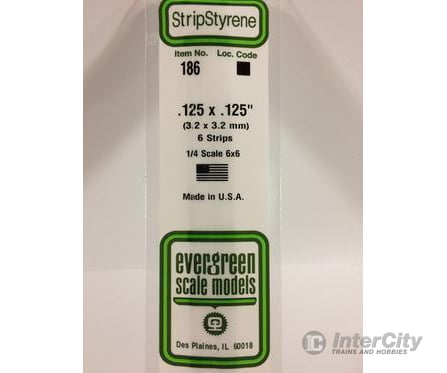 StripStyrene
Item No. Loc. Code
186
.125 x .125"
(3.2 x 3.2 mm)
6 Strips
1/4 Scale 6x6
Made in U.S.A.
evergreen
scale models
Des Plaines, IL 60018
IC InterCity
TRAINS AND HOBBIES